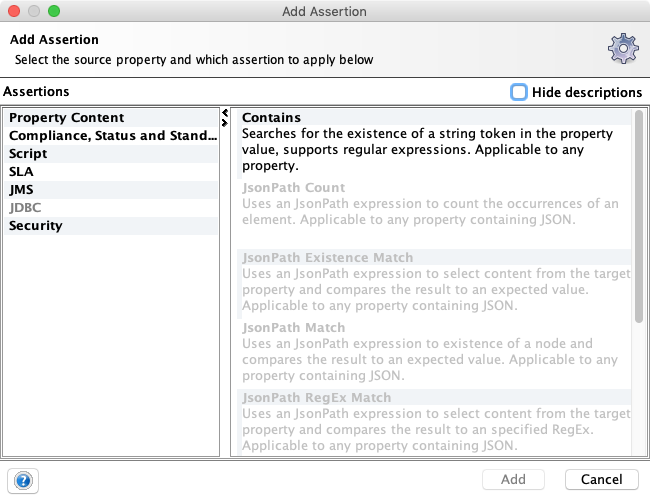 Add Assertion
Add Assertion
Select the source property and which assertion to apply below
Assertions
Hide descriptions
Property Content
Compliance, Status and Stand...
Script
SLA
JMS
JDBC
Security
Contains
Searches for the existence of a string token in the property
value, supports regular expressions. Applicable to any
property.
JsonPath Count
Uses an JsonPath expression to count the occurrences of an
element. Applicable to any property containing JSON.
JsonPath Existence Match
Uses an JsonPath expression to select content from the target
property and compares the result to an expected value.
Applicable to any property containing JSON.
JsonPath Match
Uses an JsonPath expression to existence of a node and
compares the result to an expected value. Applicable to any
property containing JSON.
JsonPath RegEx Match
Uses an JsonPath expression to select content from the target
property and compares the result to an specified RegEx.
Applicable to any property containing JSON.
?
Add
Cancel